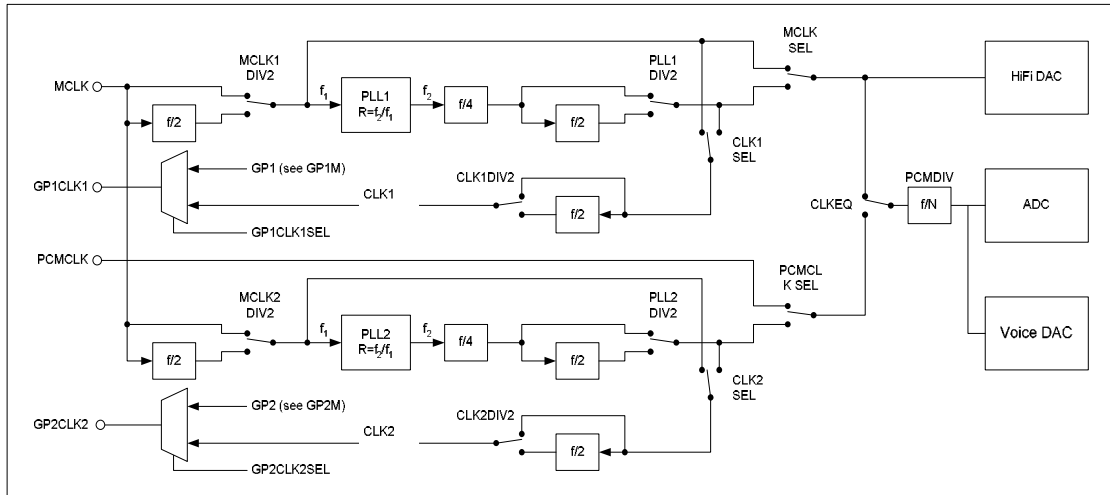 MCLK
MCLK1
DIV2
f/2
f₁
PLL1
R=f₂/f₁
f₂
f/4
f/2
PLL1
DIV2
MCLK
SEL
HiFi DAC
CLK1
SEL
GP1CLK1
GP1 (see GP1M)
CLK1
GP1CLK1SEL
CLK1DIV2
f/2
CLKEQ
PCMDIV
f/N
ADC
PCMCLK
MCLK2
DIV2
f/2
f₁
PLL2
R=f₂/f₁
f₂
f/4
f/2
PLL2
DIV2
PCMCL
K SEL
Voice DAC
CLK2
SEL
GP2CLK2
GP2 (see GP2M)
CLK2
GP2CLK2SEL
CLK2DIV2
f/2